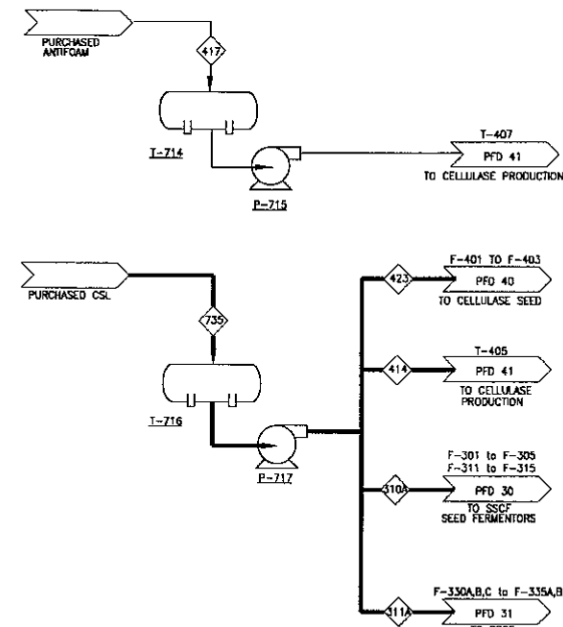 PURCHASED
ANTIFOAM
417
T-714
P-715
T-407
PFD 41
TO CELLULASE PRODUCTION
PURCHASED CSL
735
T-716
P-717
423
F-401 TO F-403
PFD 40
TO CELLULASE SEED
414
T-405
PFD 41
TO CELLULASE
PRODUCTION
310A
F-301 to F-305
F-311 to F-315
PFD 30
TO SSCF
SEED FERMENTORS
311A
F-330A,B,C to F-335A,B
PFD 31